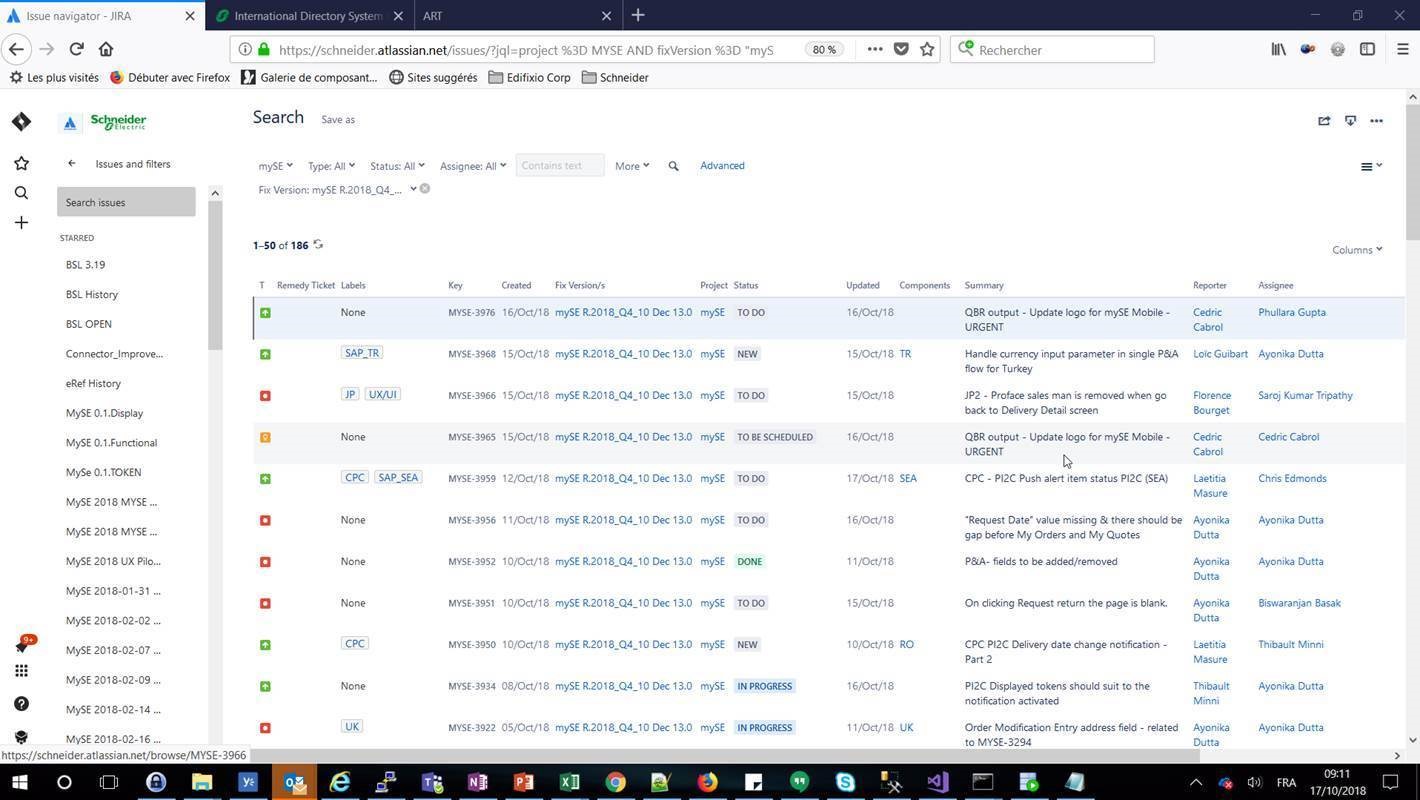 Issue navigator - JIRA
International Directory System
ART
https://schneider.atlassian.net/issues/?jql=project %3D MYSE AND fixVersion %3D "myS
80 %
Rechercher
Les plus visités
Débuter avec Firefox
Galerie de composant...
Sites suggérés
Edifixio Corp
Schneider
Schneider
Electric
Search
Save as
Issues and filters
mySE
Type: All
Status: All
Assignee: All
Contains text
More
Advanced
Fix Version: mySE R.2018_Q4_...
Search issues
STARRED
BSL 3.19
BSL History
BSL OPEN
Connector_Improve...
eRef History
MySE 0.1.Display
MySE 0.1.Functional
MySe 0.1.TOKEN
MySE 2018 MYSE ...
MySE 2018 MYSE ...
MySE 2018 UX Pilo...
MySE 2018-01-31 ...
MySE 2018-02-02 ...
MySE 2018-02-07 ...
MySE 2018-02-09 ...
MySE 2018-02-14 ...
MySE 2018-02-16 ...
9+
1–50 of 186
Columns
T Remedy Ticket Labels Key Created Fix Version/s Project Status Updated Components Summary Reporter Assignee
None MYSE-3976 16/Oct/18 mySE R.2018_Q4_10 Dec 13.0 mySE TO DO 16/Oct/18 QBR output - Update logo for mySE Mobile - Cedric Phullara Gupta
URGENT Cabrol
SAP_TR MYSE-3968 15/Oct/18 mySE R.2018_Q4_10 Dec 13.0 mySE NEW 15/Oct/18 TR Handle currency input parameter in single P&A Loïc Guibart Ayonika Dutta
flow for Turkey
JP UX/UI MYSE-3966 15/Oct/18 mySE R.2018_Q4_10 Dec 13.0 mySE TO DO 15/Oct/18 JP2 - Proface sales man is removed when go Florence Saroj Kumar Tripathy
back to Delivery Detail screen Bourget
None MYSE-3965 15/Oct/18 mySE R.2018_Q4_10 Dec 13.0 mySE TO BE SCHEDULED 16/Oct/18 QBR output - Update logo for mySE Mobile - Cedric Cedric Cabrol
URGENT Cabrol
CPC SAP_SEA MYSE-3959 12/Oct/18 mySE R.2018_Q4_10 Dec 13.0 mySE TO DO 17/Oct/18 SEA CPC - PI2C Push alert item status PI2C (SEA) Laetitia Chris Edmonds
Masure
None MYSE-3956 11/Oct/18 mySE R.2018_Q4_10 Dec 13.0 mySE TO DO 16/Oct/18 "Request Date" value missing & there should be Ayonika Ayonika Dutta
gap before My Orders and My Quotes Dutta
None MYSE-3952 10/Oct/18 mySE R.2018_Q4_10 Dec 13.0 mySE DONE 11/Oct/18 P&A- fields to be added/removed Ayonika Ayonika Dutta
Dutta
None MYSE-3951 10/Oct/18 mySE R.2018_Q4_10 Dec 13.0 mySE TO DO 15/Oct/18 On clicking Request return the page is blank. Ayonika Biswaranjan Basak
Dutta
CPC MYSE-3950 10/Oct/18 mySE R.2018_Q4_10 Dec 13.0 mySE NEW 10/Oct/18 RO CPC PI2C Delivery date change notification - Laetitia Thibault Minni
Part 2 Masure
None MYSE-3934 08/Oct/18 mySE R.2018_Q4_10 Dec 13.0 mySE IN PROGRESS 16/Oct/18 PI2C Displayed tokens should suit to the Thibault Ayonika Dutta
notification activated Minni
UK MYSE-3922 05/Oct/18 mySE R.2018_Q4_10 Dec 13.0 mySE IN PROGRESS 11/Oct/18 UK Order Modification Entry address field - related Ayonika Ayonika Dutta
to MYSE-3294 Dutta
https://schneider.atlassian.net/browse/MYSE-3966
FRA
09:11
17/10/2018